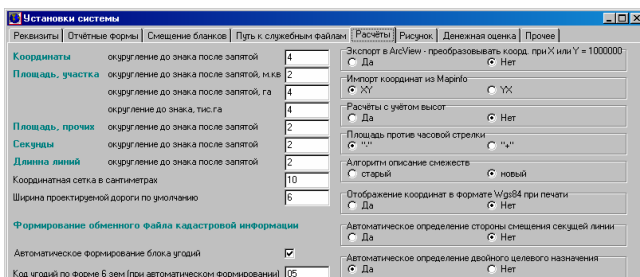 Установки системы
Реквизиты Отчётные формы Смещение бланков Путь к служебным файлам Расчёты Рисунок Денежная оценка Прочее
Координаты округление до знака после запятой 4
Площадь, участка округление до знака после запятой, м.кв 2
округление до знака после запятой, га 4
округление до знака, тис.га 4
Площадь, прочих округление до знака после запятой 2
Секунды округление до знака после запятой 2
Длинна линий округление до знака после запятой 2
Координатная сетка в сантиметрах 10
Ширина проектируемой дороги по умолчанию 6
Формирование обменного файла кадастровой информации
Автоматическое формирование блока угодий
Код угодий по форме 6 зем (при автоматическом формировании) 05
Экспорт в ArcView - преобразовывать коорд. при X или Y = 1000000
Да Нет
Импорт координат из Mapinfo
XY YX
Расчёты с учётом высот
Да Нет
Площадь против часовой стрелки
"-" "+"
Алгоритм описание смежеств
старый новый
Отображение координат в формате Wgs84 при печати
Да Нет
Автоматическое определение стороны смещения секущей линии
Да Нет
Автоматическое определение двойного целевого назначения
Да Нет